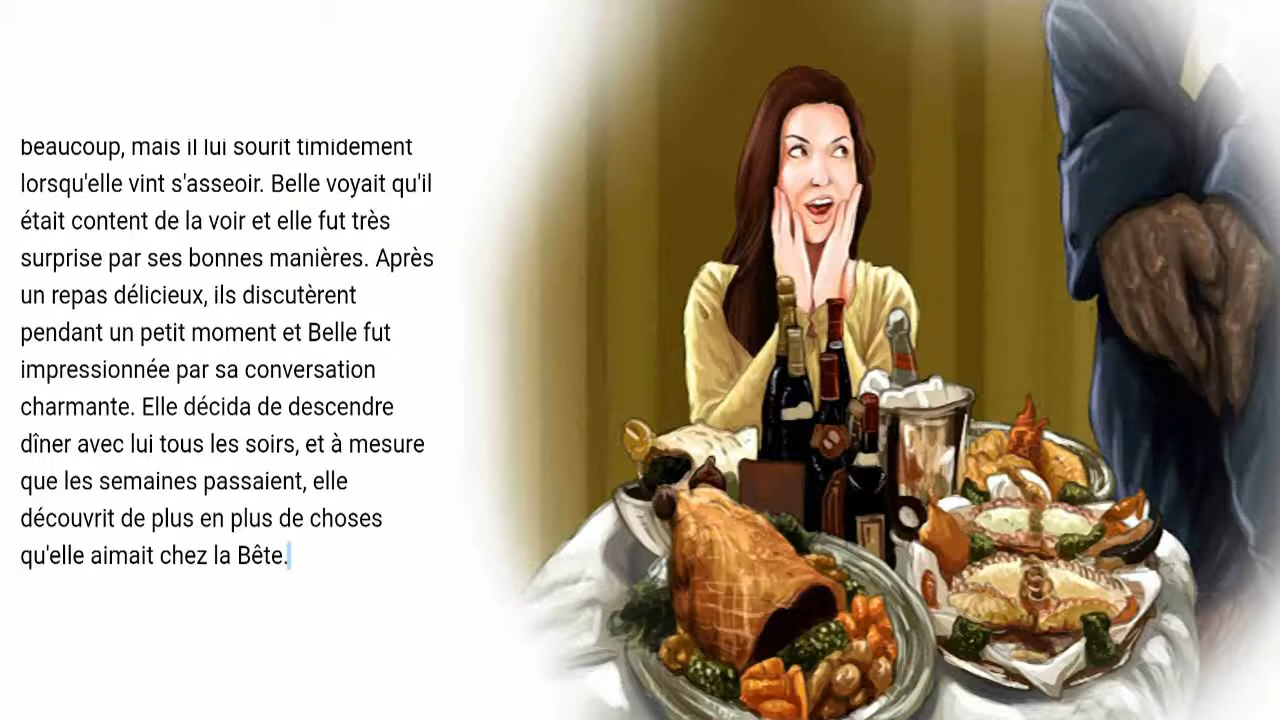 beaucoup, mais il lui sourit timidement
lorsqu'elle vint s'asseoir. Belle voyait qu'il
était content de la voir et elle fut très
surprise par ses bonnes manières. Après
un repas délicieux, ils discutèrent
pendant un petit moment et Belle fut
impressionnée par sa conversation
charmante. Elle décida de descendre
dîner avec lui tous les soirs, et à mesure
que les semaines passaient, elle
découvrit de plus en plus de choses
qu'elle aimait chez la Bête.